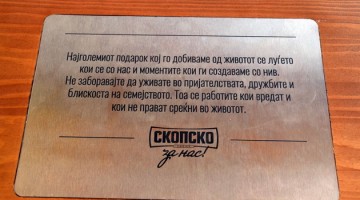 Најголемиот подарок кој го добиваме од животот се луѓето
кои се со нас и моментите кои ги создаваме со нив.
Не заборавајте да уживате во пријателствата, дружбите и
блискоста на семејството. Тоа се работите кои вредат и
кои не прават среќни во животот.
СКОПСКО
за нас!